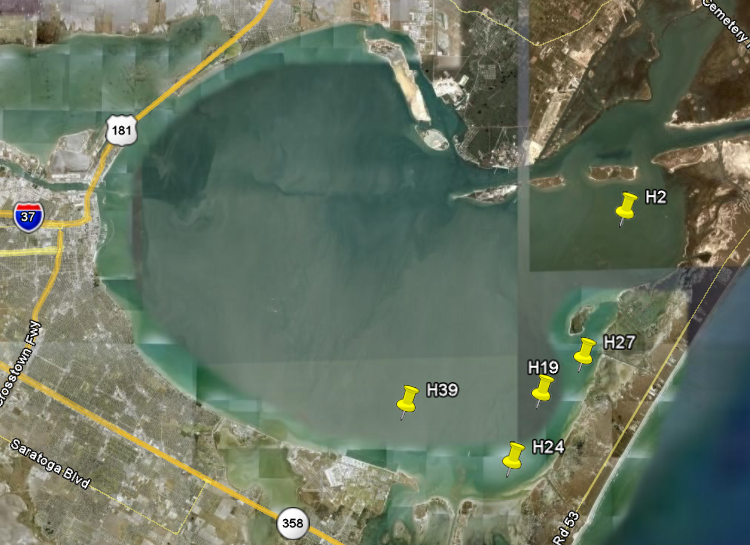 Cemetery
181
H2
37
H27
H19
Crosstown Fwy
H39
H24
Saratoga Blvd
Rd 53
358